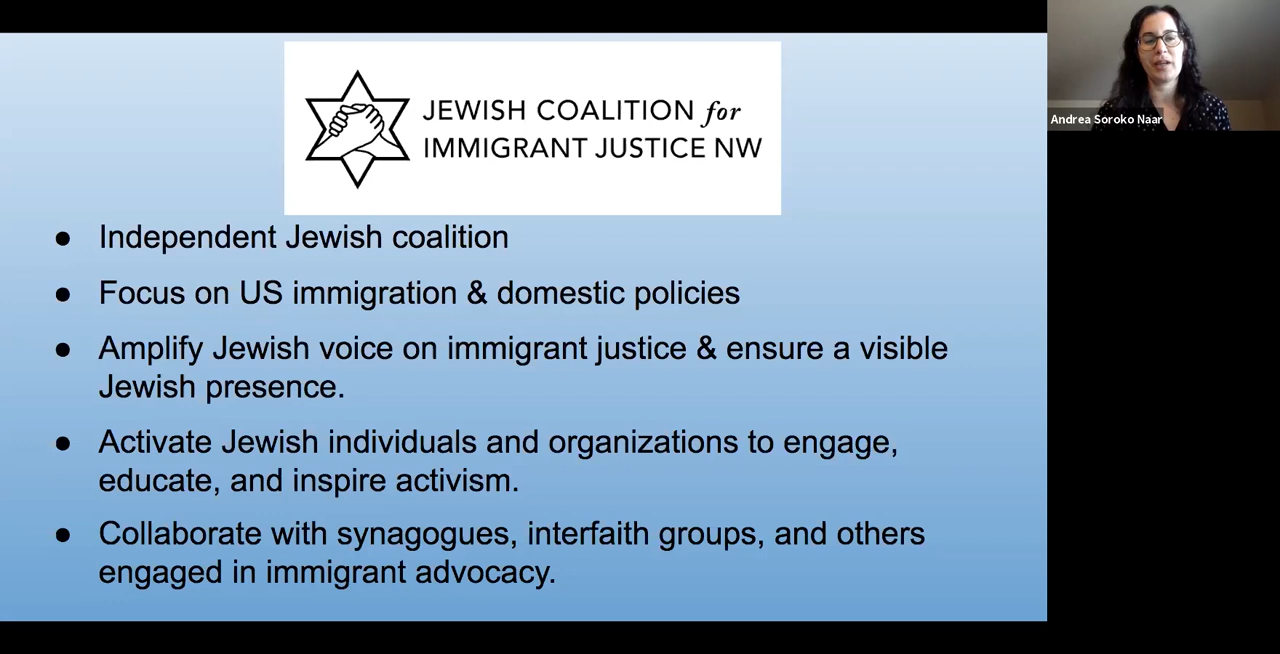 JEWISH COALITION for
IMMIGRANT JUSTICE NW
Andrea Soroko Naar
● Independent Jewish coalition
● Focus on US immigration & domestic policies
● Amplify Jewish voice on immigrant justice & ensure a visible
Jewish presence.
● Activate Jewish individuals and organizations to engage,
educate, and inspire activism.
● Collaborate with synagogues, interfaith groups, and others
engaged in immigrant advocacy.